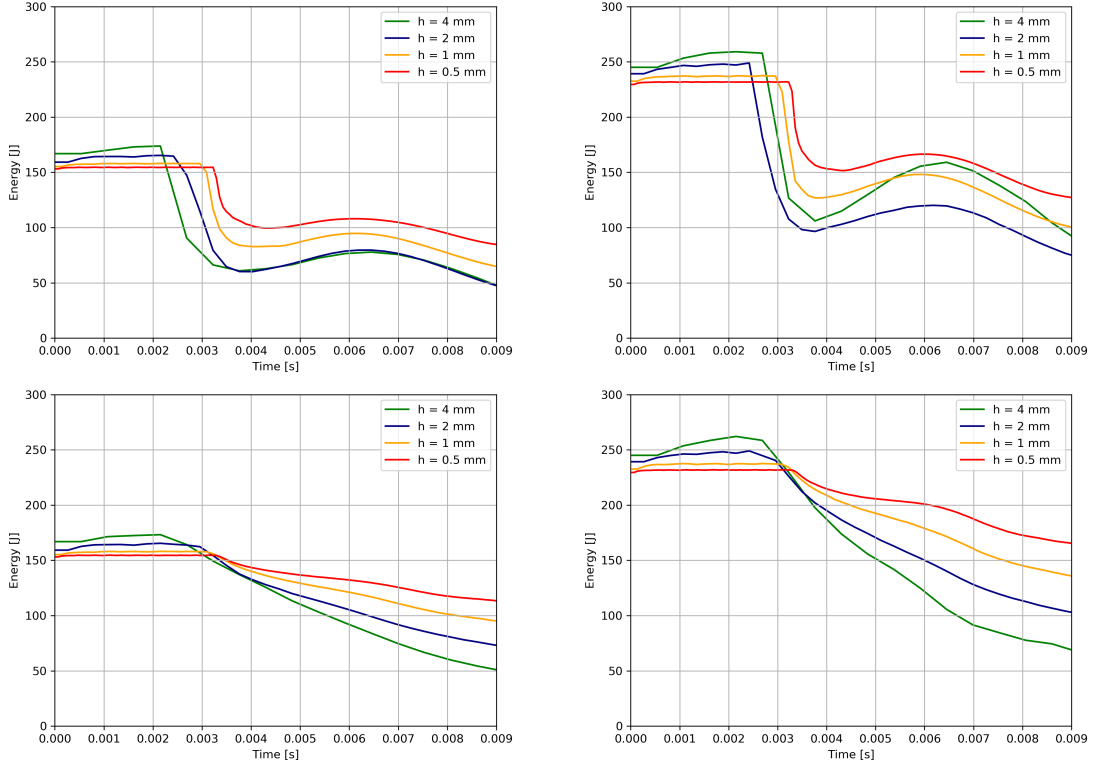 300
250
200
150
100
50
0
Energy [J]
0.000 0.001 0.002 0.003 0.004 0.005 0.006 0.007 0.008 0.009
Time [s]
h = 4 mm
h = 2 mm
h = 1 mm
h = 0.5 mm
300
250
200
150
100
50
0
Energy [J]
0.000 0.001 0.002 0.003 0.004 0.005 0.006 0.007 0.008 0.009
Time [s]
h = 4 mm
h = 2 mm
h = 1 mm
h = 0.5 mm
300
250
200
150
100
50
0
Energy [J]
0.000 0.001 0.002 0.003 0.004 0.005 0.006 0.007 0.008 0.009
Time [s]
h = 4 mm
h = 2 mm
h = 1 mm
h = 0.5 mm
300
250
200
150
100
50
0
Energy [J]
0.000 0.001 0.002 0.003 0.004 0.005 0.006 0.007 0.008 0.009
Time [s]
h = 4 mm
h = 2 mm
h = 1 mm
h = 0.5 mm